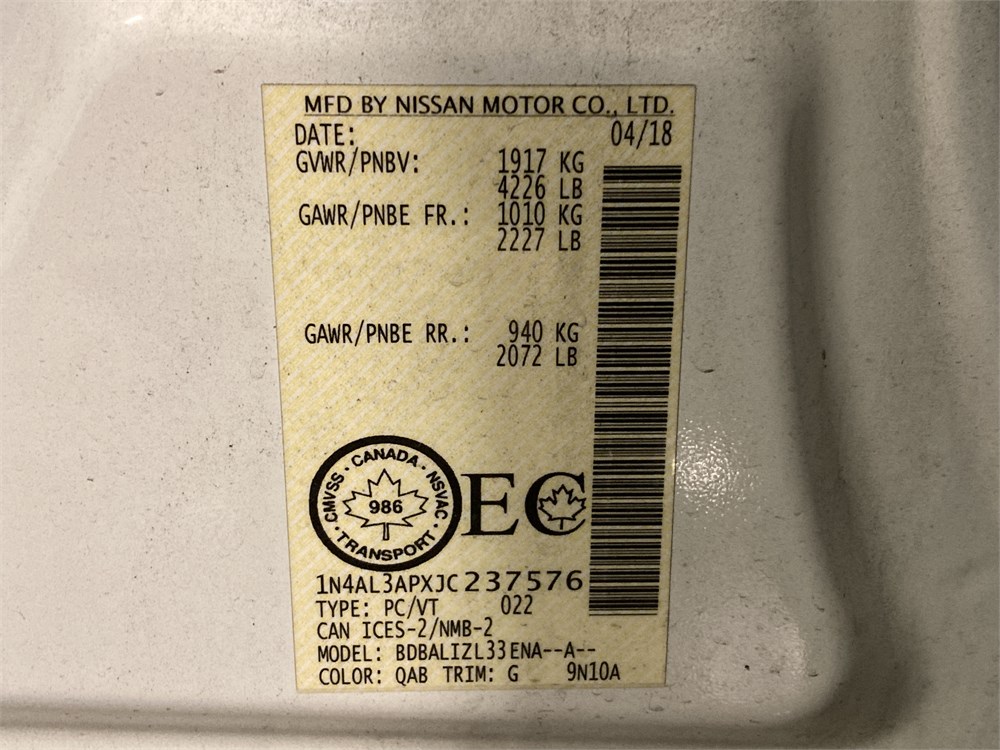 MFD BY NISSAN MOTOR CO., LTD.
DATE: 04/18
GVWR/PNBV: 1917 KG
4226 LB
GAWR/PNBE FR.: 1010 KG
2227 LB
GAWR/PNBE RR.: 940 KG
2072 LB
CMVSS · CANADA · NSVAC · TRANSPORT ·
986
EC
1N4AL3APXJC237576
TYPE: PC/VT 022
CAN ICES-2/NMB-2
MODEL: BDBALIZL33ENA--A--
COLOR: QAB TRIM: G 9N10A